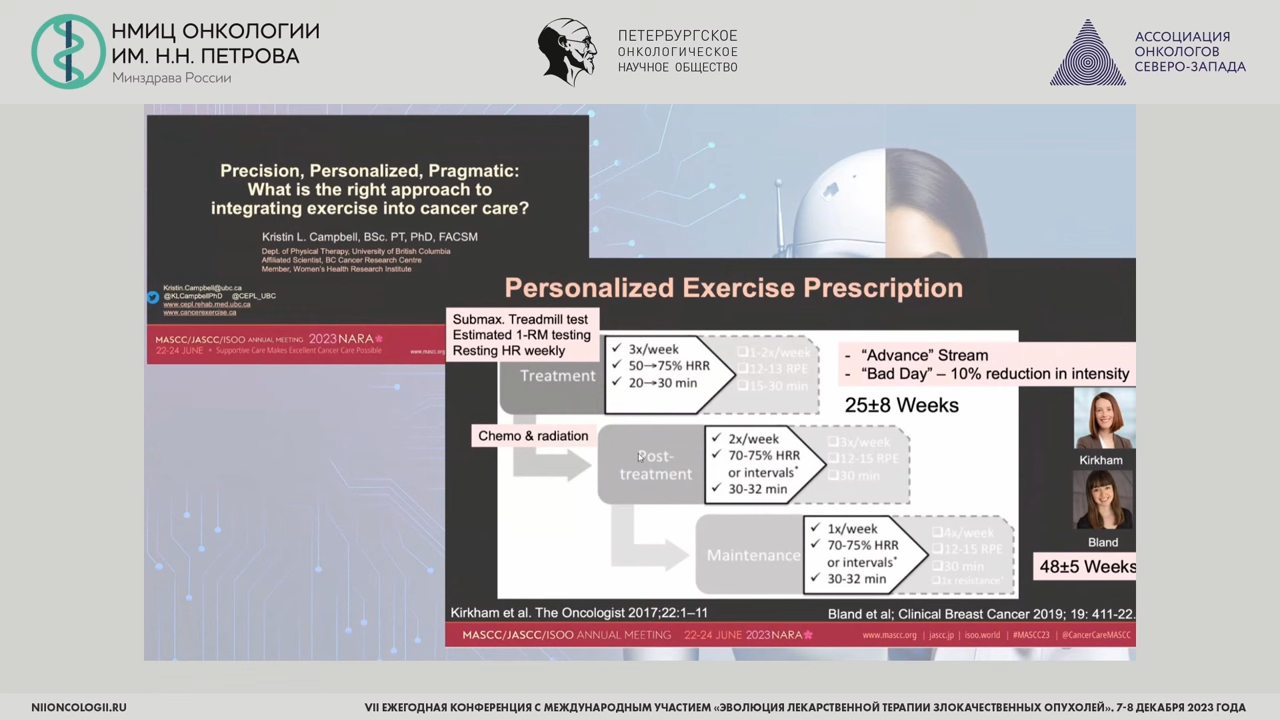 НМИЦ ОНКОЛОГИИ
ИМ. Н.Н. ПЕТРОВА
Минздрава России
ПЕТЕРБУРГСКОЕ
ОНКОЛОГИЧЕСКОЕ
НАУЧНОЕ ОБЩЕСТВО
АССОЦИАЦИЯ
ОНКОЛОГОВ
СЕВЕРО-ЗАПАДА
Precision, Personalized, Pragmatic:
What is the right approach to
integrating exercise into cancer care?
Kristin L. Campbell, BSc. PT, PhD, FACSM
Dept. of Physical Therapy, University of British Columbia
Affiliated Scientist, BC Cancer Research Centre
Member, Women's Health Research Institute
Kristin.Campbell@ubc.ca
@KLCampbellPhD @CEPL_UBC
www.cepl.rehab.med.ubc.ca
www.cancerexercise.ca
MASCC/JASCC/ISOO ANNUAL MEETING 2023 NARA
22-24 JUNE • Supportive Care Makes Excellent Cancer Care Possible
www.mascc.org
Personalized Exercise Prescription
Submax. Treadmill test
Estimated 1-RM testing
Resting HR weekly
Treatment
✓ 3x/week
✓ 50→75% HRR
✓ 20→30 min
❑1-2x/week
❑12-13 RPE
❑15-30 min
- "Advance" Stream
- "Bad Day" – 10% reduction in intensity
25±8 Weeks
Chemo & radiation
Post-
treatment
✓ 2x/week
✓ 70-75% HRR
or intervals*
✓ 30-32 min
❑3x/week
❑12-15 RPE
❑30 min
Kirkham
Bland
Maintenance
✓ 1x/week
✓ 70-75% HRR
or intervals*
✓ 30-32 min
❑4x/week
❑12-15 RPE
❑30 min
❑1x resistance†
48±5 Weeks
Kirkham et al. The Oncologist 2017;22:1–11
Bland et al; Clinical Breast Cancer 2019; 19: 411-22.
MASCC/JASCC/ISOO ANNUAL MEETING 22-24 JUNE 2023 NARA
www.mascc.org | jascc.jp | isoo.world | #MASCC23 | @CancerCareMASCC
NIIONCOLOGII.RU
VII ЕЖЕГОДНАЯ КОНФЕРЕНЦИЯ С МЕЖДУНАРОДНЫМ УЧАСТИЕМ «ЭВОЛЮЦИЯ ЛЕКАРСТВЕННОЙ ТЕРАПИИ ЗЛОКАЧЕСТВЕННЫХ ОПУХОЛЕЙ». 7-8 ДЕКАБРЯ 2023 ГОДА